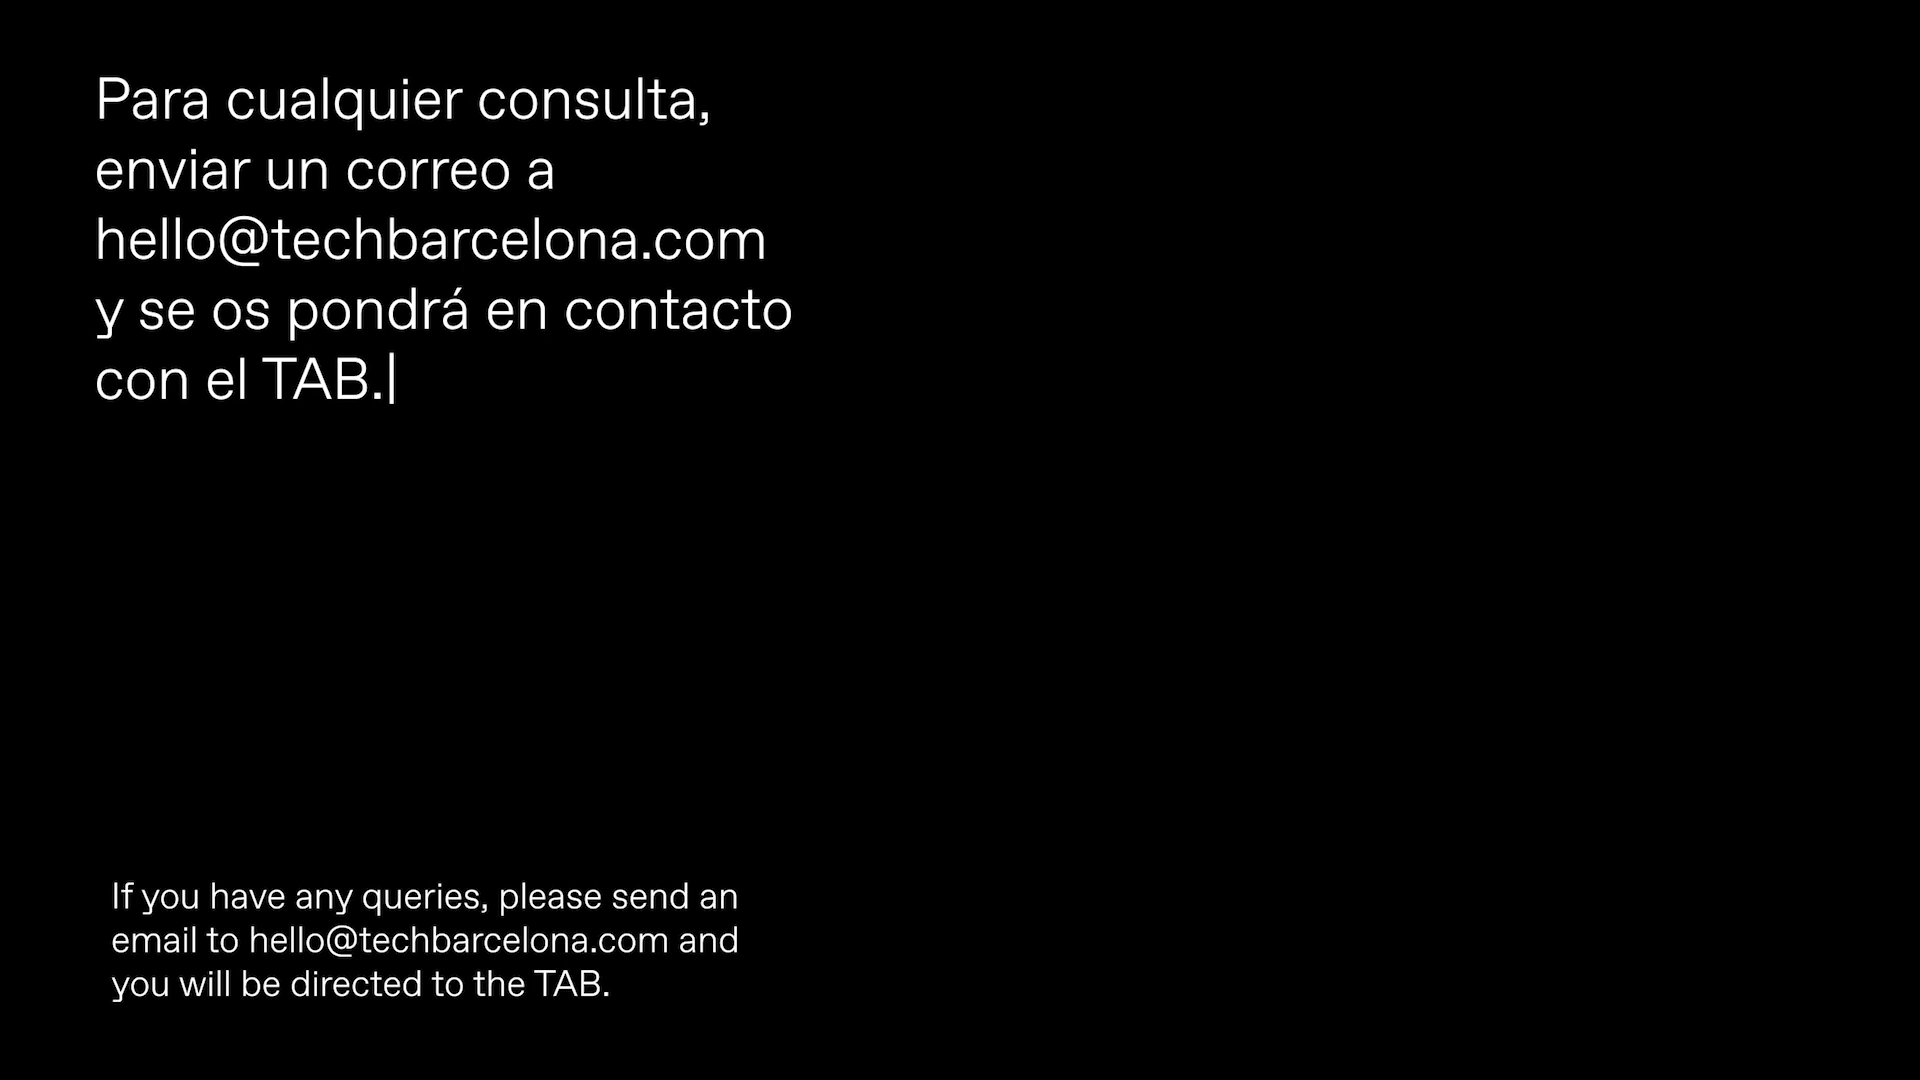 Para cualquier consulta,
enviar un correo a
hello@techbarcelona.com
y se os pondrá en contacto
con el TAB.|
If you have any queries, please send an
email to hello@techbarcelona.com and
you will be directed to the TAB.